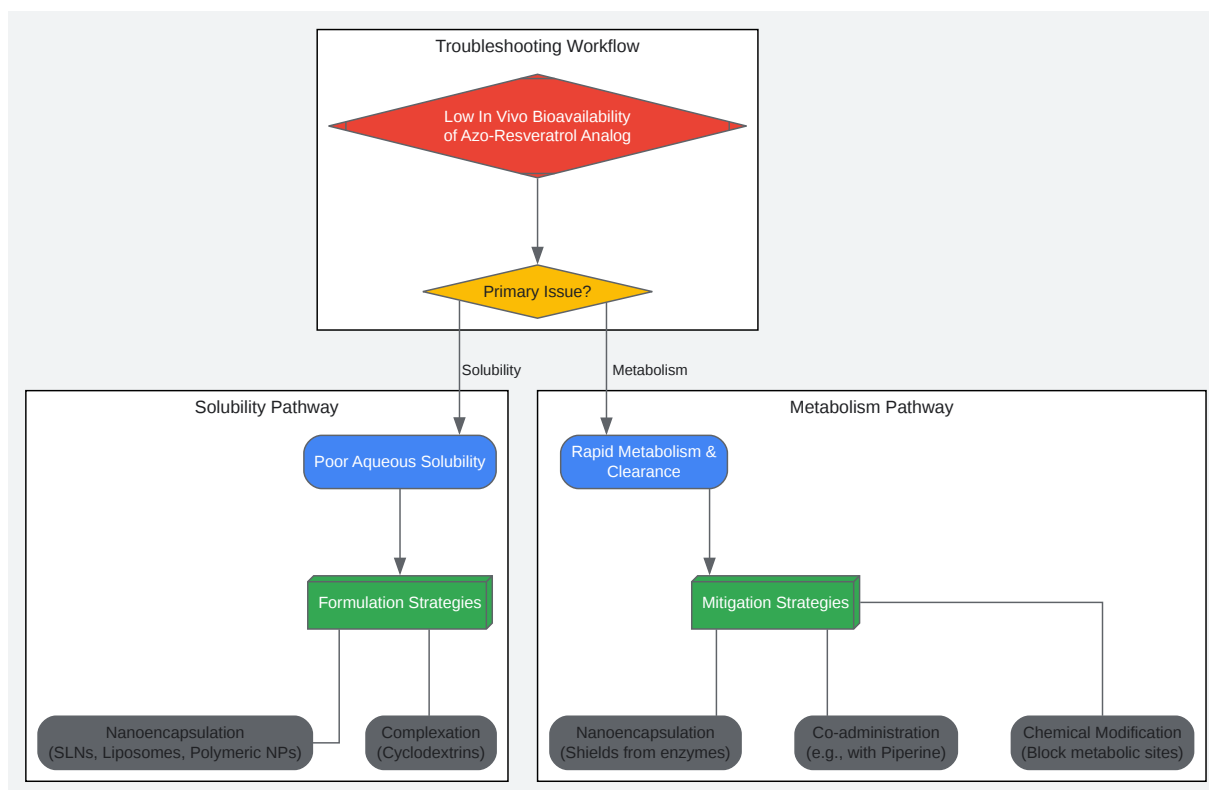 Troubleshooting Workflow
Low In Vivo Bioavailability
of Azo-Resveratrol Analog
Primary Issue?
Solubility
Metabolism
Solubility Pathway
Poor Aqueous Solubility
Formulation Strategies
Nanoencapsulation
(SLNs, Liposomes, Polymeric NPs)
Complexation
(Cyclodextrins)
Metabolism Pathway
Rapid Metabolism &
Clearance
Mitigation Strategies
Nanoencapsulation
(Shields from enzymes)
Co-administration
(e.g., with Piperine)
Chemical Modification
(Block metabolic sites)